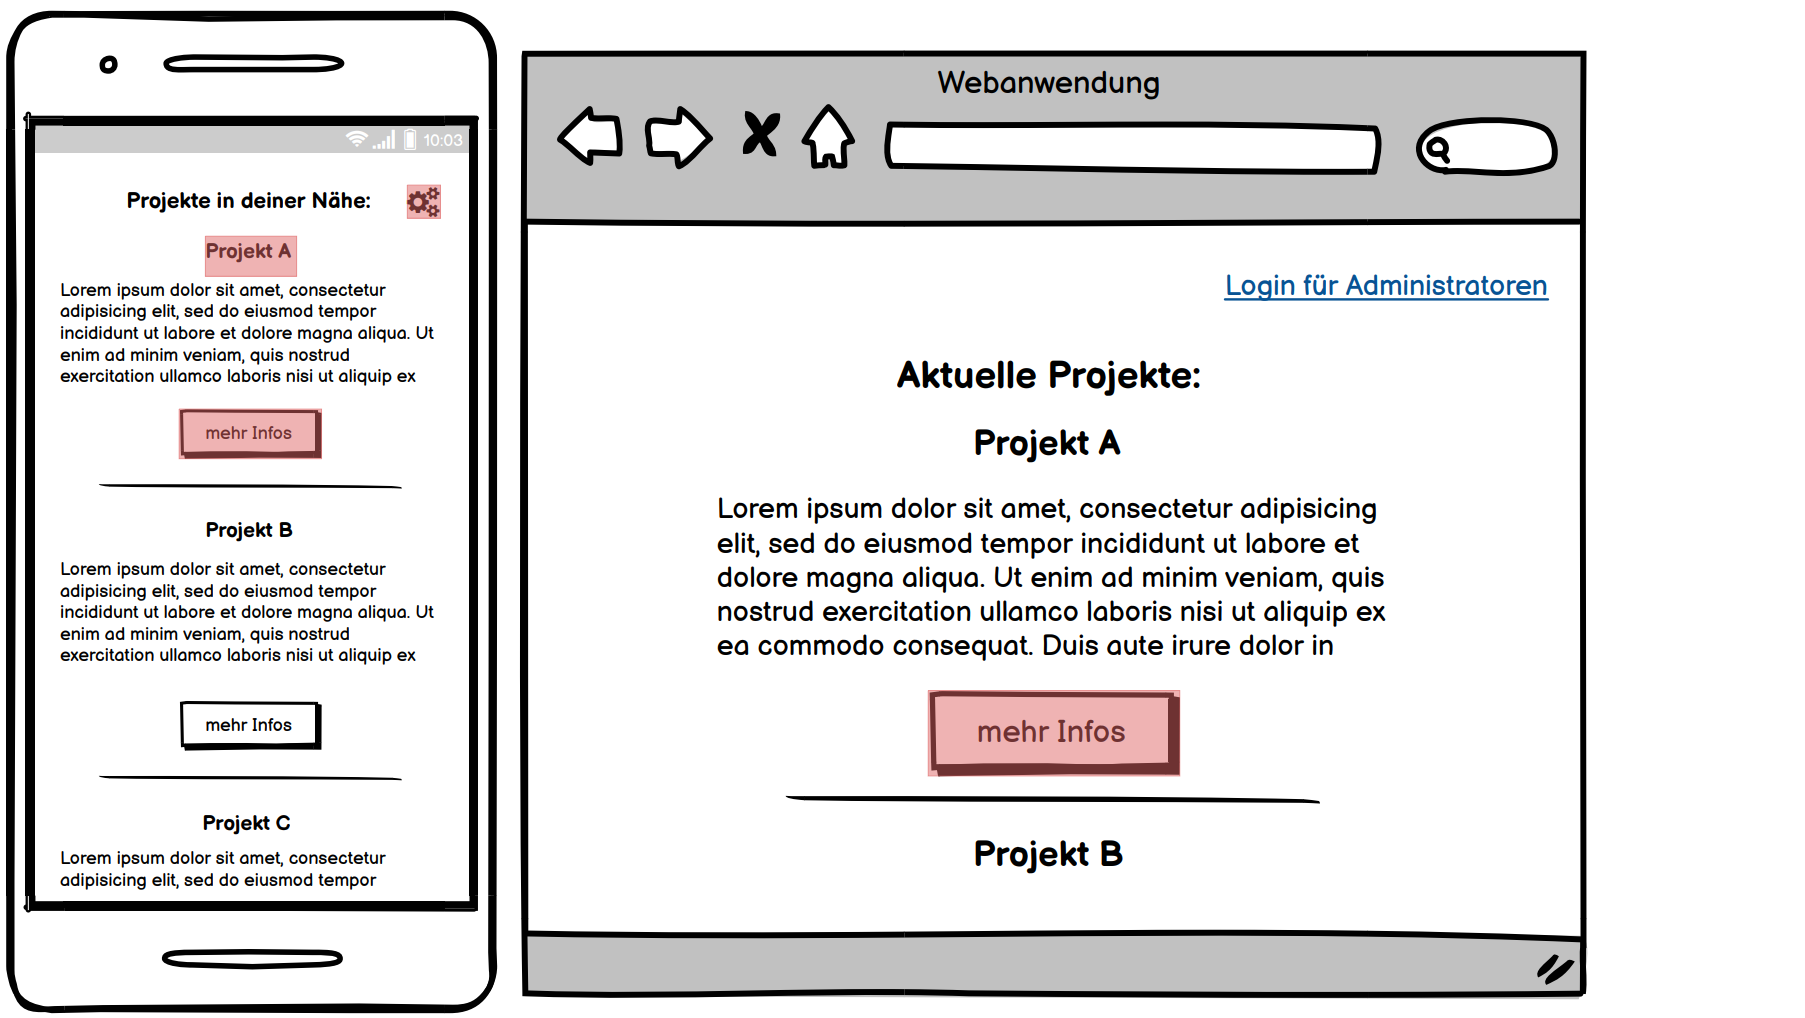 10:03
Projekte in deiner Nähe:
Projekt A
Lorem ipsum dolor sit amet, consectetur
adipisicing elit, sed do eiusmod tempor
incididunt ut labore et dolore magna aliqua. Ut
enim ad minim veniam, quis nostrud
exercitation ullamco laboris nisi ut aliquip ex
mehr Infos
Projekt B
Lorem ipsum dolor sit amet, consectetur
adipisicing elit, sed do eiusmod tempor
incididunt ut labore et dolore magna aliqua. Ut
enim ad minim veniam, quis nostrud
exercitation ullamco laboris nisi ut aliquip ex
mehr Infos
Projekt C
Lorem ipsum dolor sit amet, consectetur
adipisicing elit, sed do eiusmod tempor
Webanwendung
Login für Administratoren
Aktuelle Projekte:
Projekt A
Lorem ipsum dolor sit amet, consectetur adipisicing
elit, sed do eiusmod tempor incididunt ut labore et
dolore magna aliqua. Ut enim ad minim veniam, quis
nostrud exercitation ullamco laboris nisi ut aliquip ex
ea commodo consequat. Duis aute irure dolor in
mehr Infos
Projekt B